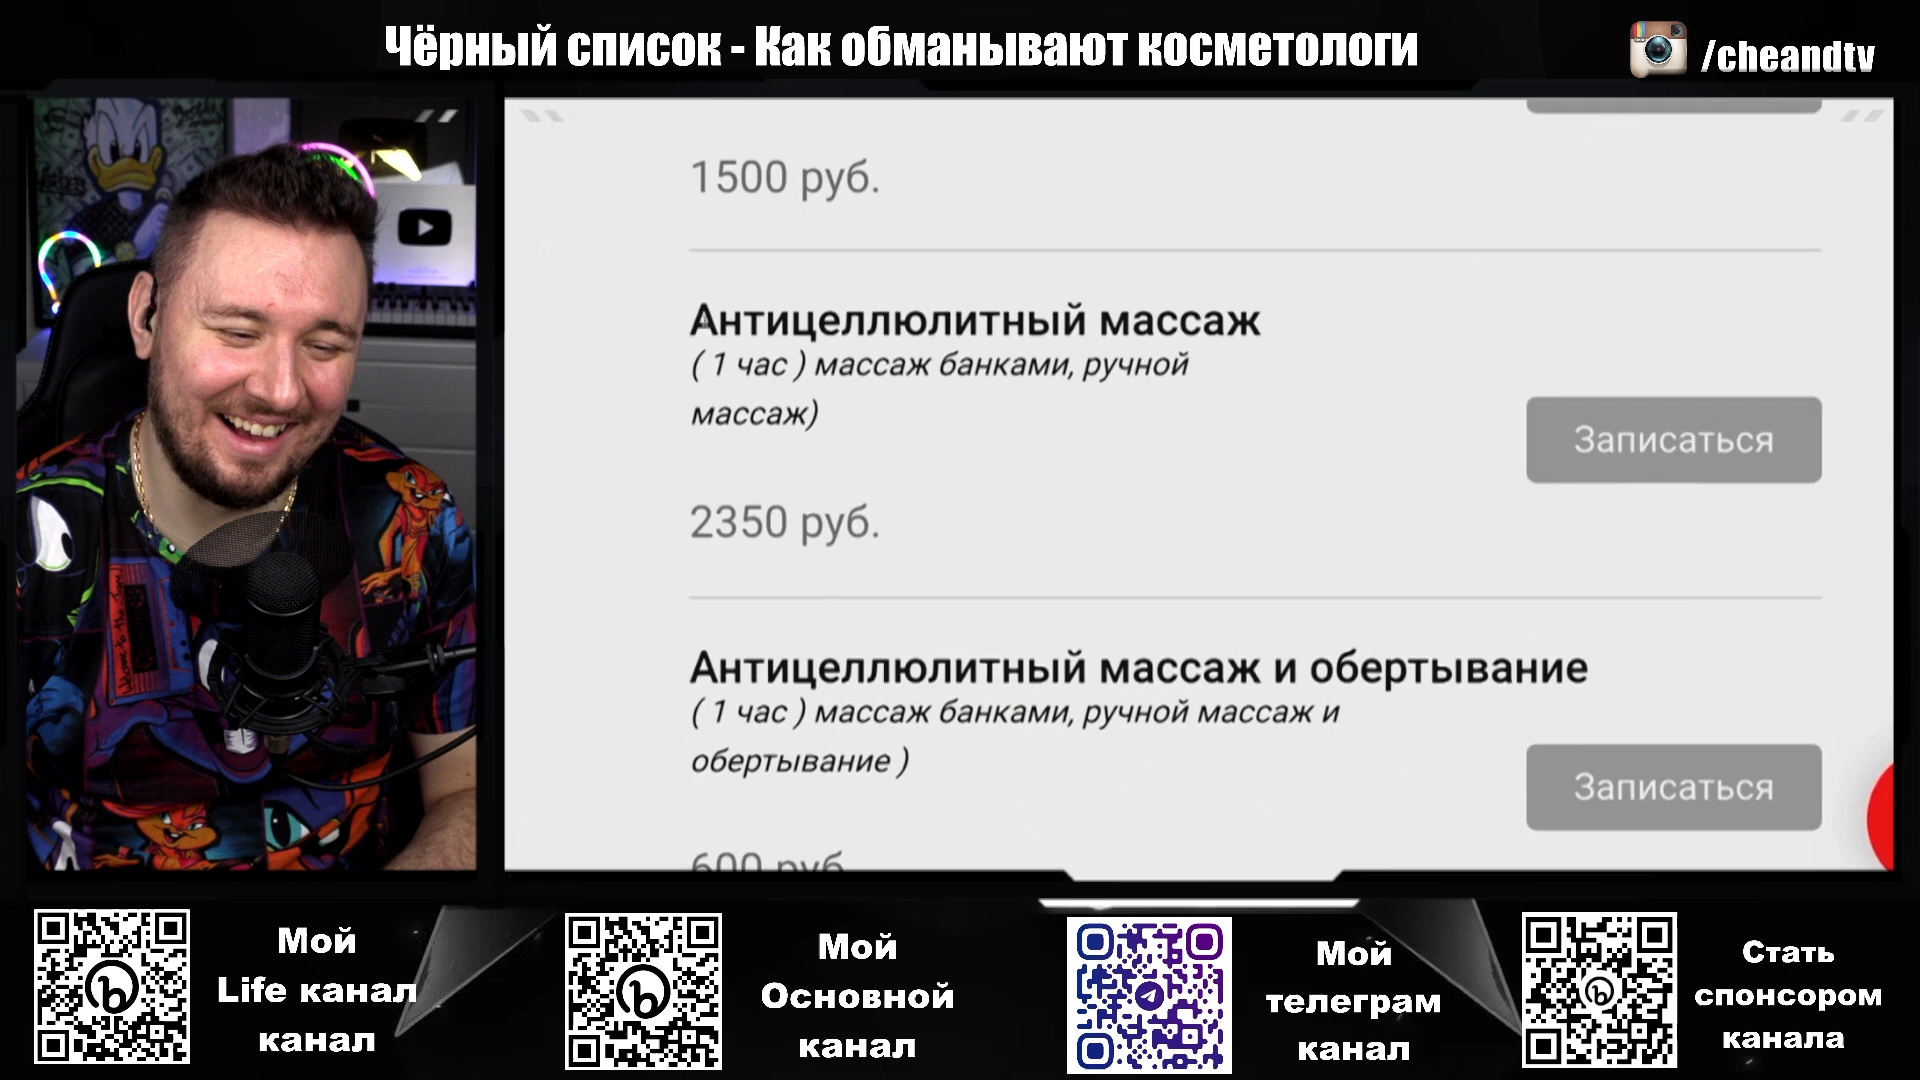 Чёрный список - Как обманывают косметологи
/cheandtv
1500 руб.
Антицеллюлитный массаж
( 1 час ) массаж банками, ручной
массаж)
Записаться
2350 руб.
Антицеллюлитный массаж и обертывание
( 1 час ) массаж банками, ручной массаж и
обертывание )
Записаться
600 руб
Мой
Life канал
канал
Мой
Основной
канал
Мой
телеграм
канал
Стать
спонсором
канала